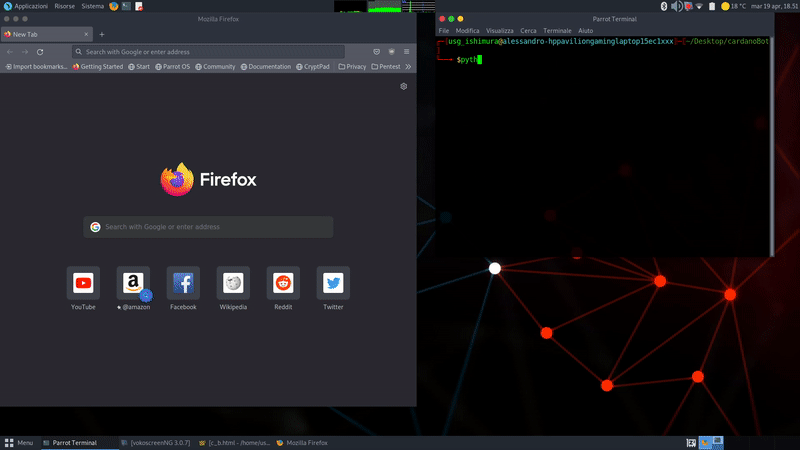 Applicazioni Risorse Sistema
18 °C mar 19 apr, 18.51
Mozilla Firefox
New Tab
Search with Google or enter address
Import bookmarks... Getting Started Start Parrot OS Community Documentation CryptPad Privacy Pentest
Firefox
Search with Google or enter address
YouTube @amazon Facebook Wikipedia Reddit Twitter
Parrot Terminal
File Modifica Visualizza Cerca Terminale Aiuto
[usg_ishimura@alessandro-hppaviliongaminglaptop15ec1xxx]─[~/Desktop/cardanoBot
]
$pyth
Menu Parrot Terminal [vokoscreenNG 3.0.7] [c_b.html - /home/us... Mozilla Firefox